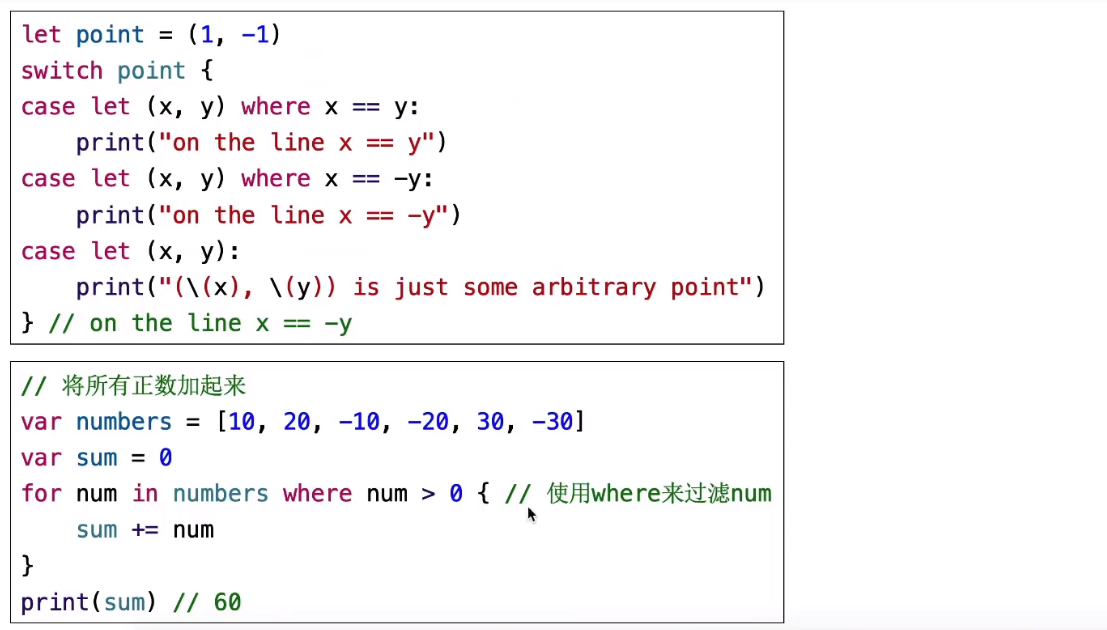 let point = (1, -1)
switch point {
case let (x, y) where x == y:
    print("on the line x == y")
case let (x, y) where x == -y:
    print("on the line x == -y")
case let (x, y):
    print("(\(x), \(y)) is just some arbitrary point")
} // on the line x == -y
// 将所有正数加起来
var numbers = [10, 20, -10, -20, 30, -30]
var sum = 0
for num in numbers where num > 0 { // 使用where来过滤num
    sum += num
}
print(sum) // 60